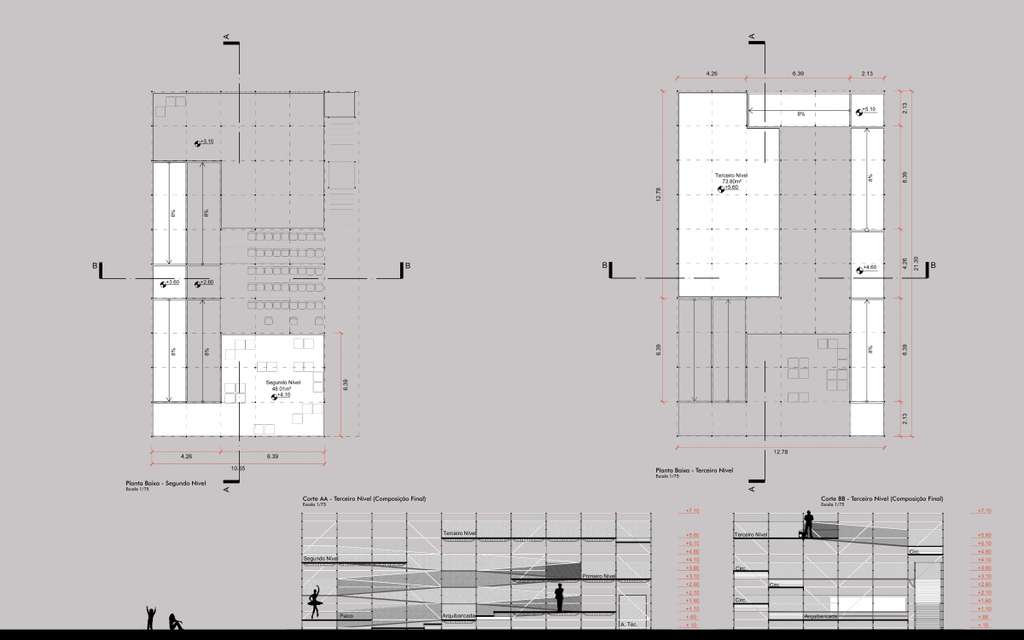 A
+3.10
8%
8%
B
B
+3.60
+2.60
8%
8%
Segundo Nível
48.01m²
+4.10
6.39
4.26
6.39
10.65
A
Planta Baixa - Segundo Nível
Escala 1/75
A
4.26
6.39
2.13
8%
+5.10
2.13
Terceiro Nível
73.80m²
+5.60
8%
6.39
12.78
B
B
+4.60
4.26
21.30
6.39
8%
6.39
2.13
12.78
A
Planta Baixa - Terceiro Nível
Escala 1/75
Corte AA - Terceiro Nível (Composição Final)
Escala 1/75
+7.10
Terceiro Nível
+5.60
+5.10
+4.60
Segundo Nível
+4.10
+3.60
Primeiro Nível
+3.10
+2.60
+2.10
+1.60
+1.10
Palco
Arquibancada
A. Téc.
+.60
+.10
Corte BB - Terceiro Nível (Composição Final)
Escala 1/75
+7.10
Terceiro Nível
+5.60
+5.10
+4.60
Circ.
+4.10
+3.60
Circ.
+3.10
+2.60
Circ.
+2.10
+1.60
Circ.
+1.10
Arquibancada
+.60
+.10